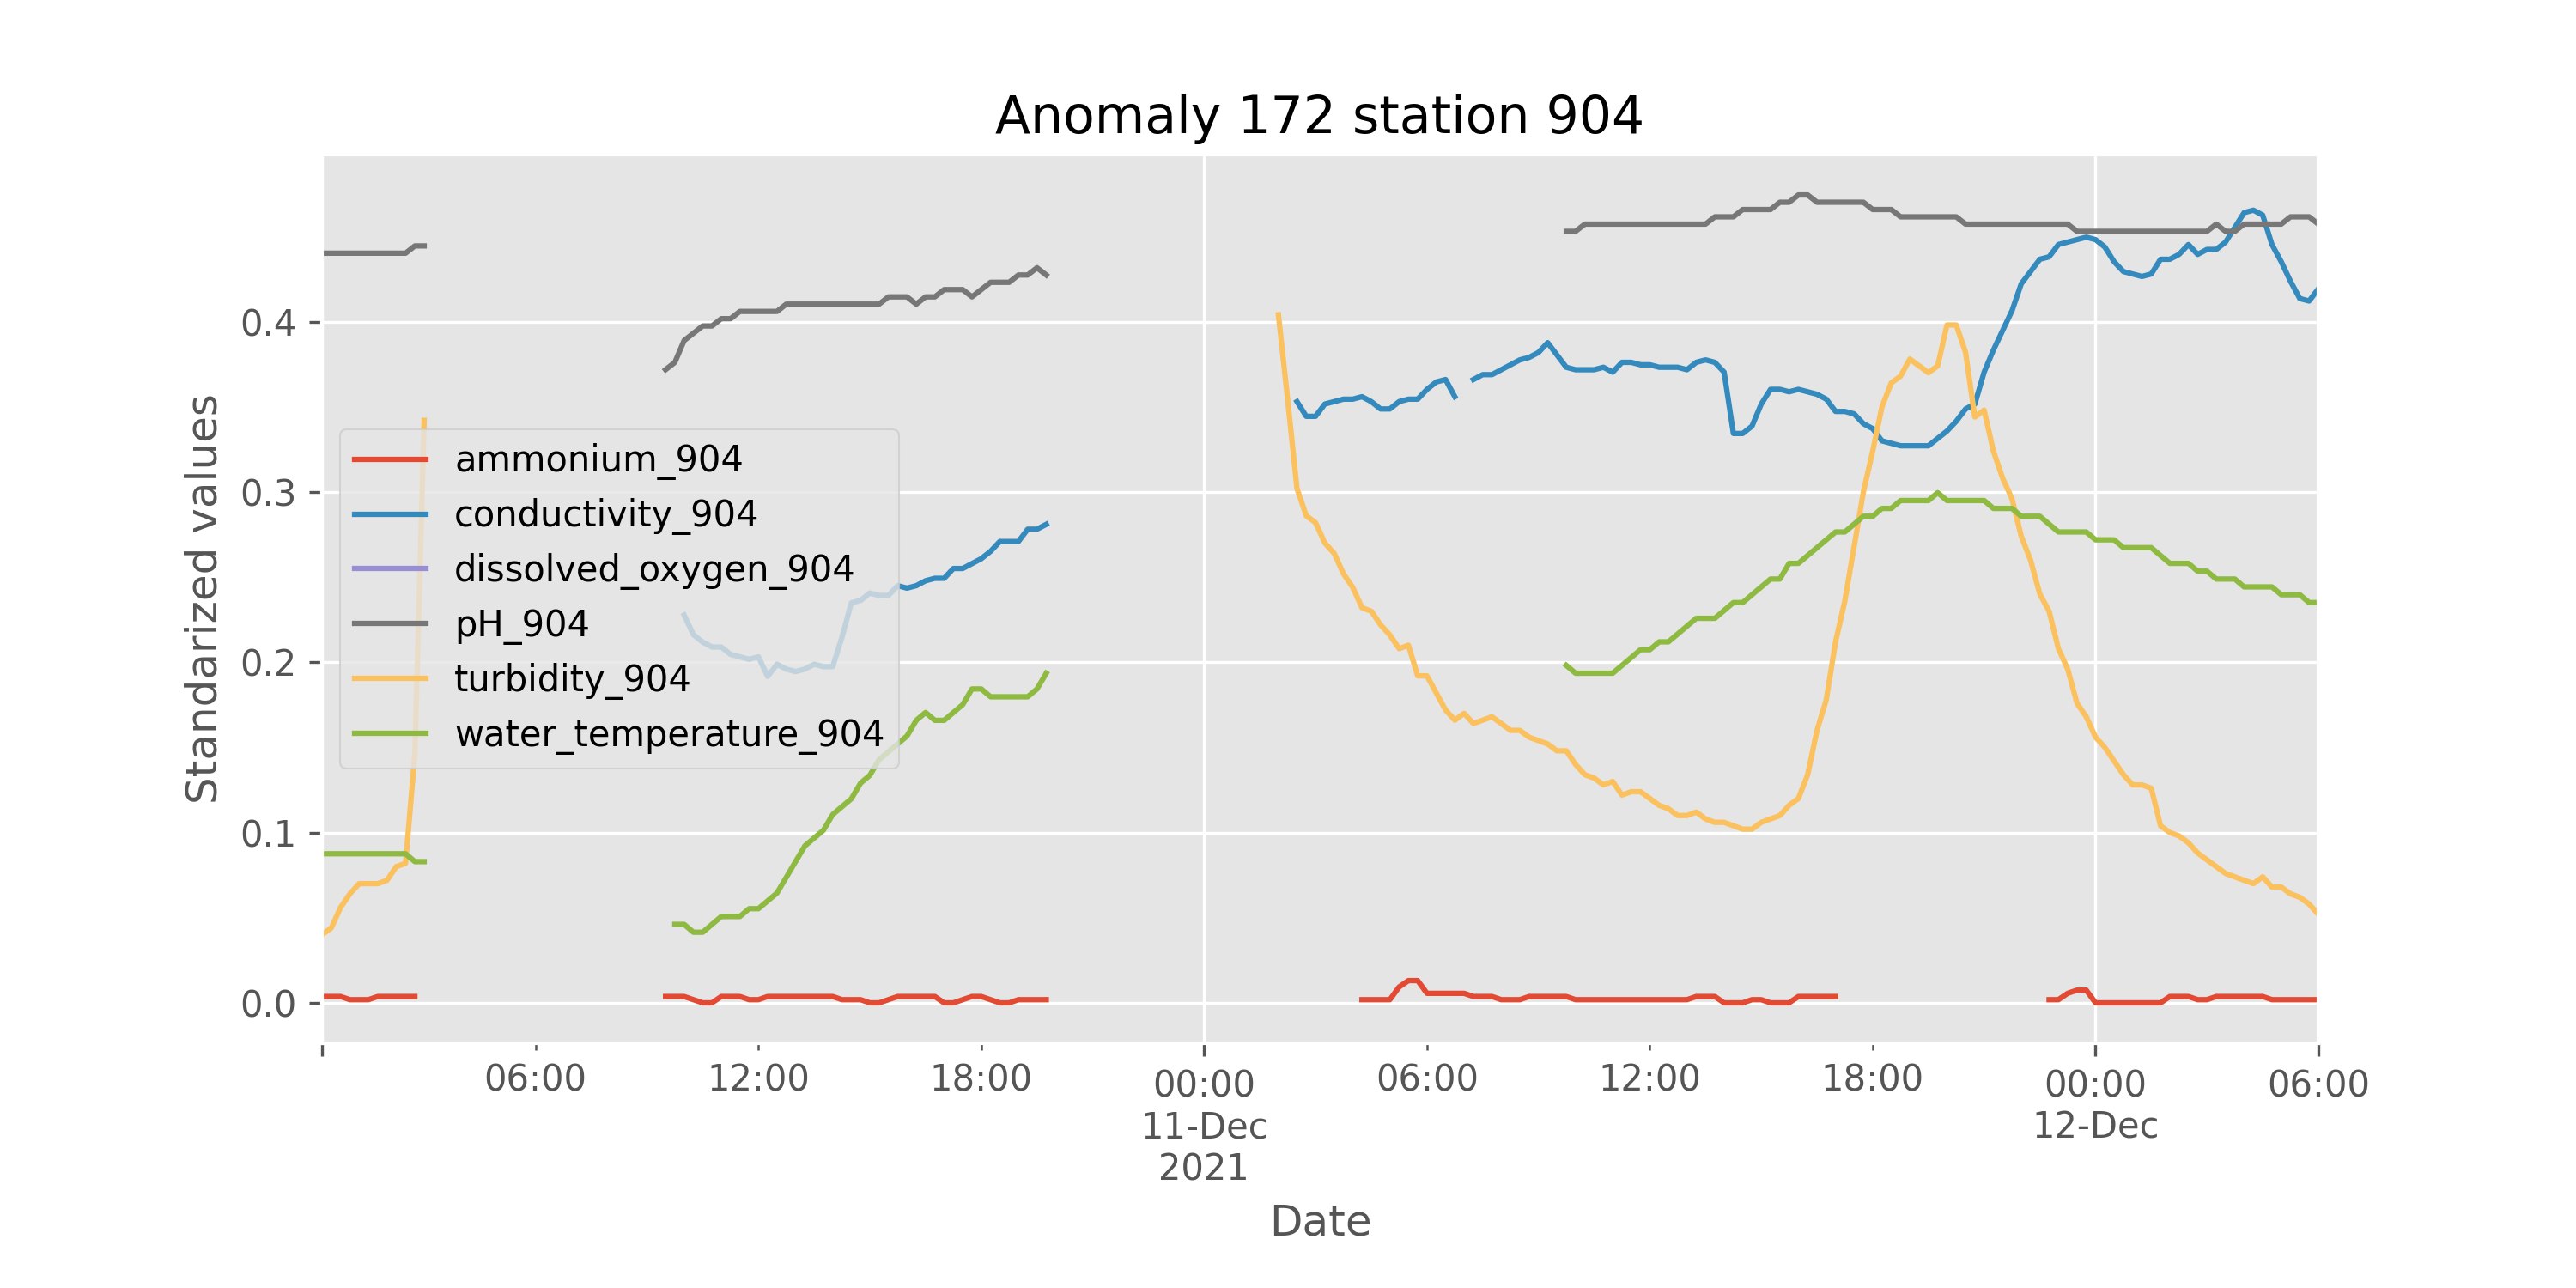 Anomaly 172 station 904
Standarized values
0.4
0.3
0.2
0.1
0.0
ammonium_904
conductivity_904
dissolved_oxygen_904
pH_904
turbidity_904
water_temperature_904
06:00 12:00 18:00 00:00 06:00 12:00 18:00 00:00 06:00
11-Dec 12-Dec
2021
Date